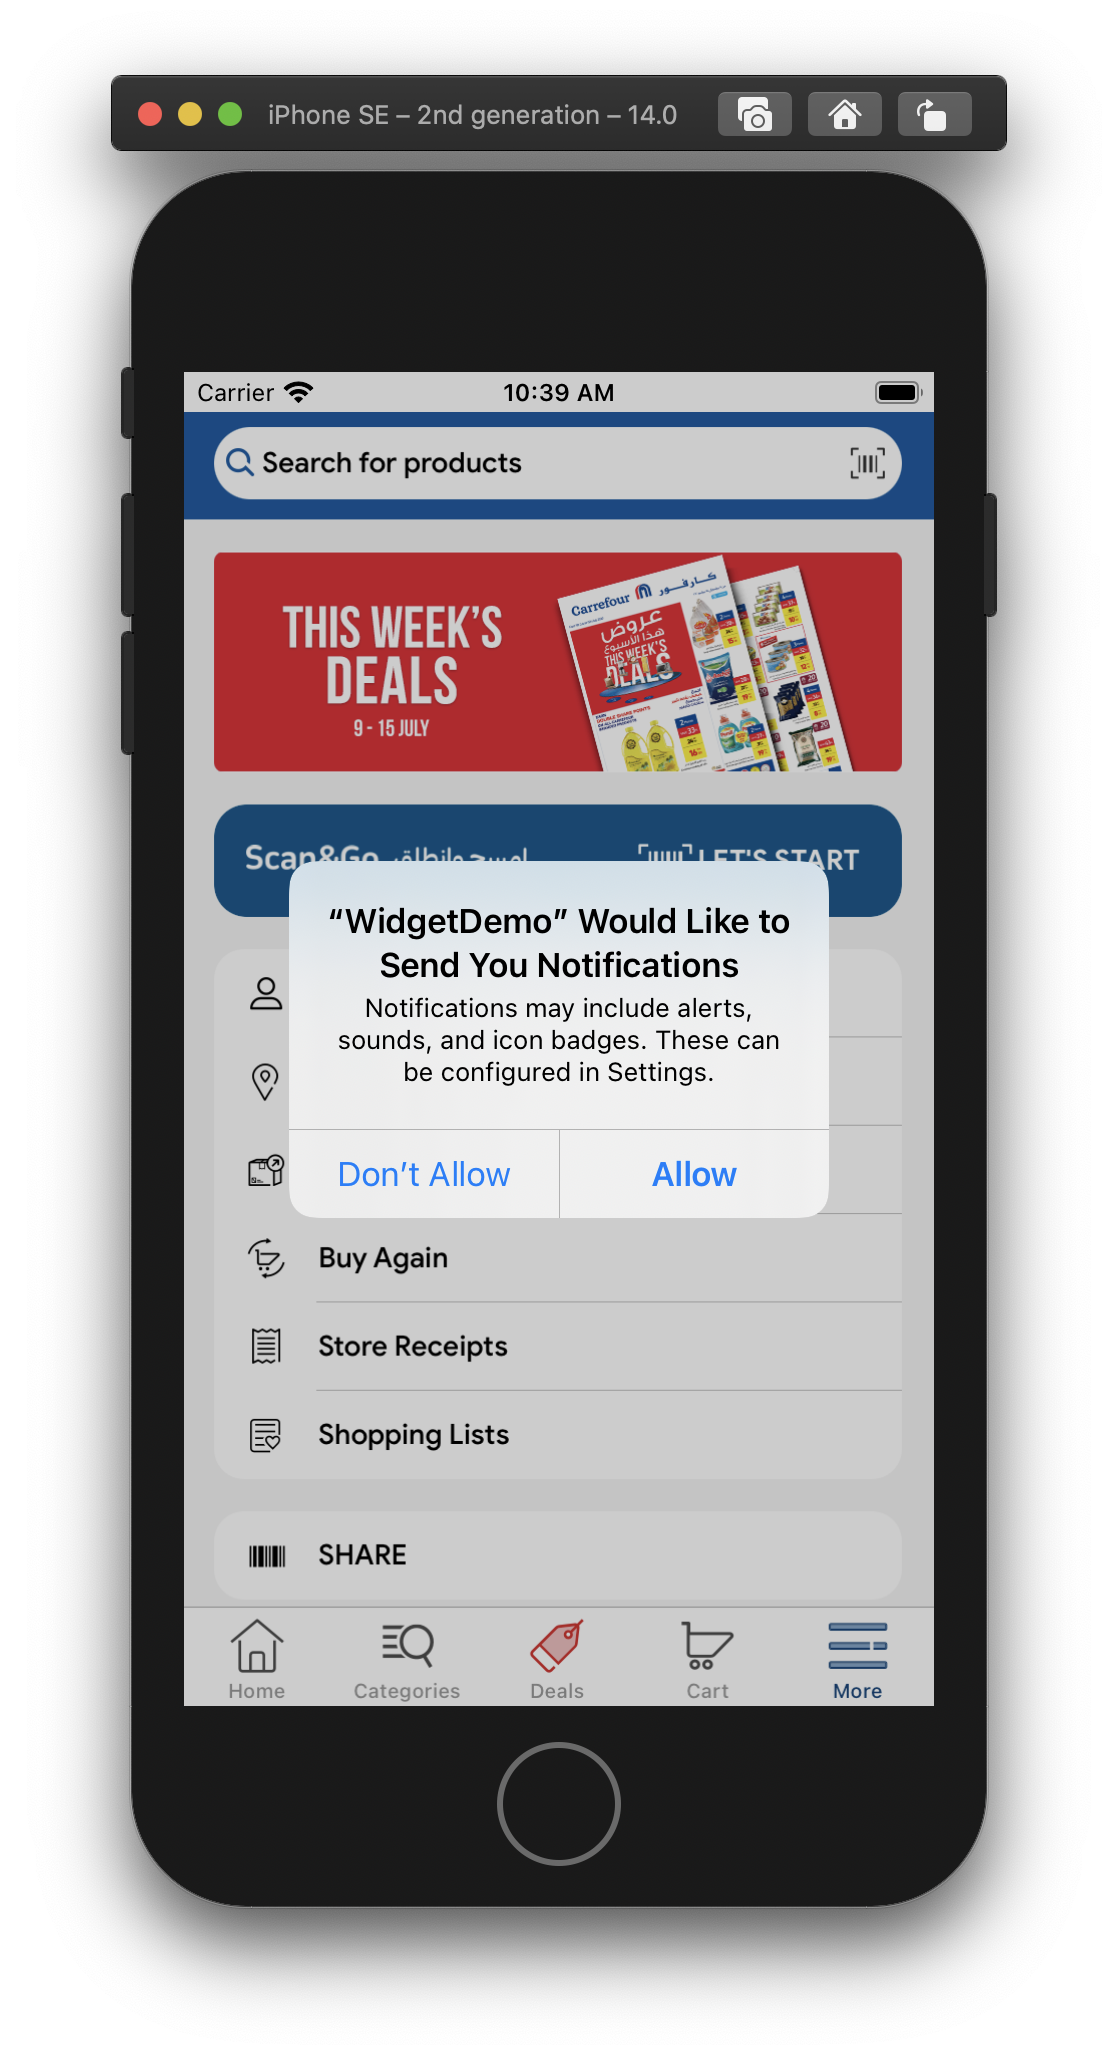 iPhone SE – 2nd generation – 14.0
Carrier
10:39 AM
Search for products
THIS WEEK'S
DEALS
9 - 15 JULY
Carrefour كارفور
عروض
هذا الأسبوع
THIS WEEK'S
DEALS
Scan&Go امسح وانطلق
LET'S START
“WidgetDemo” Would Like to
Send You Notifications
Notifications may include alerts,
sounds, and icon badges. These can
be configured in Settings.
Don’t Allow
Allow
Buy Again
Store Receipts
Shopping Lists
SHARE
Home
Categories
Deals
Cart
More